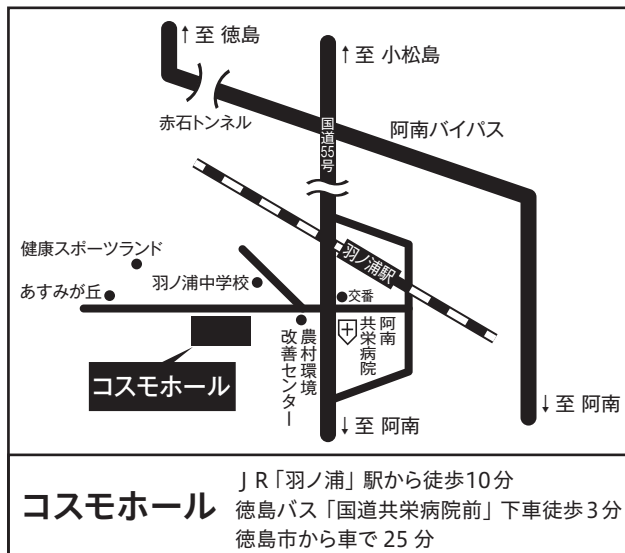 ↑至 徳島
↑至 小松島
赤石トンネル
阿南バイパス
国道55号
羽ノ浦駅
健康スポーツランド
羽ノ浦中学校
あすみが丘
交番
阿南
共栄病院
農村環境
改善センター
コスモホール
↓至 阿南
↓至 阿南
コスモホール
JR「羽ノ浦」駅から徒歩10分
徳島バス「国道共栄病院前」下車徒歩3分
徳島市から車で25分